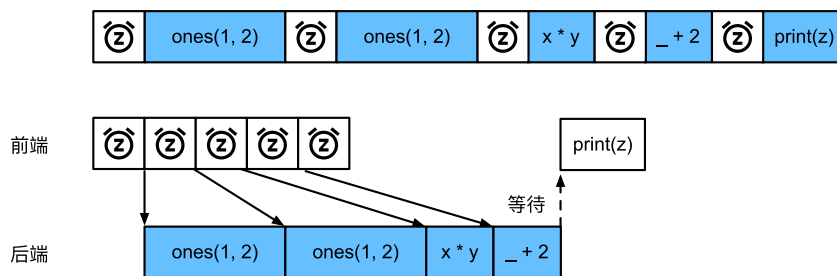 ones(1, 2) ones(1, 2) x * y _ + 2 print(z)
前端 print(z)
等待
后端 ones(1, 2) ones(1, 2) x * y _ + 2